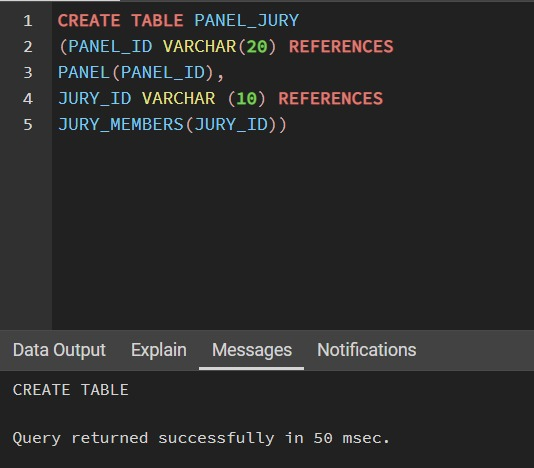 1 CREATE TABLE PANEL_JURY
2 (PANEL_ID VARCHAR(20) REFERENCES
3 PANEL(PANEL_ID),
4 JURY_ID VARCHAR (10) REFERENCES
5 JURY_MEMBERS(JURY_ID))
Data Output Explain Messages Notifications
CREATE TABLE
Query returned successfully in 50 msec.